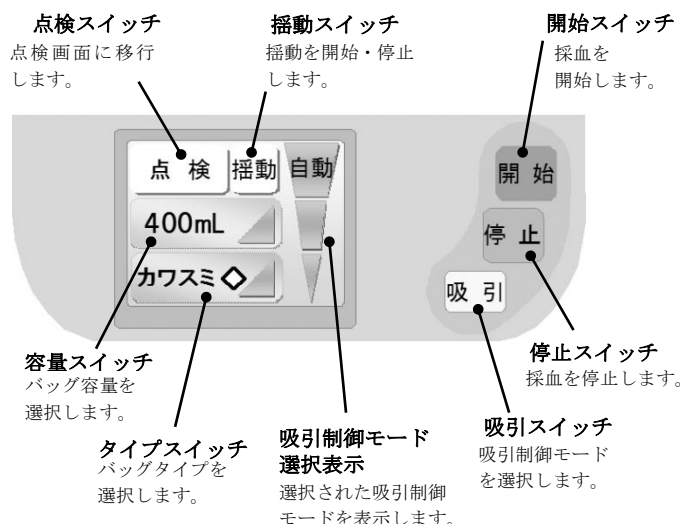 点検スイッチ
点検画面に移行
します。
揺動スイッチ
揺動を開始・停止
します。
開始スイッチ
採血を
開始します。
点 検
揺動
自動
400mL
カワスミ◇
開 始
停 止
吸 引
容量スイッチ
バッグ容量を
選択します。
タイプスイッチ
バッグタイプを
選択します。
吸引制御モード
選択表示
選択された吸引制御
モードを表示します。
停止スイッチ
採血を停止します。
吸引スイッチ
吸引制御モード
を選択します。